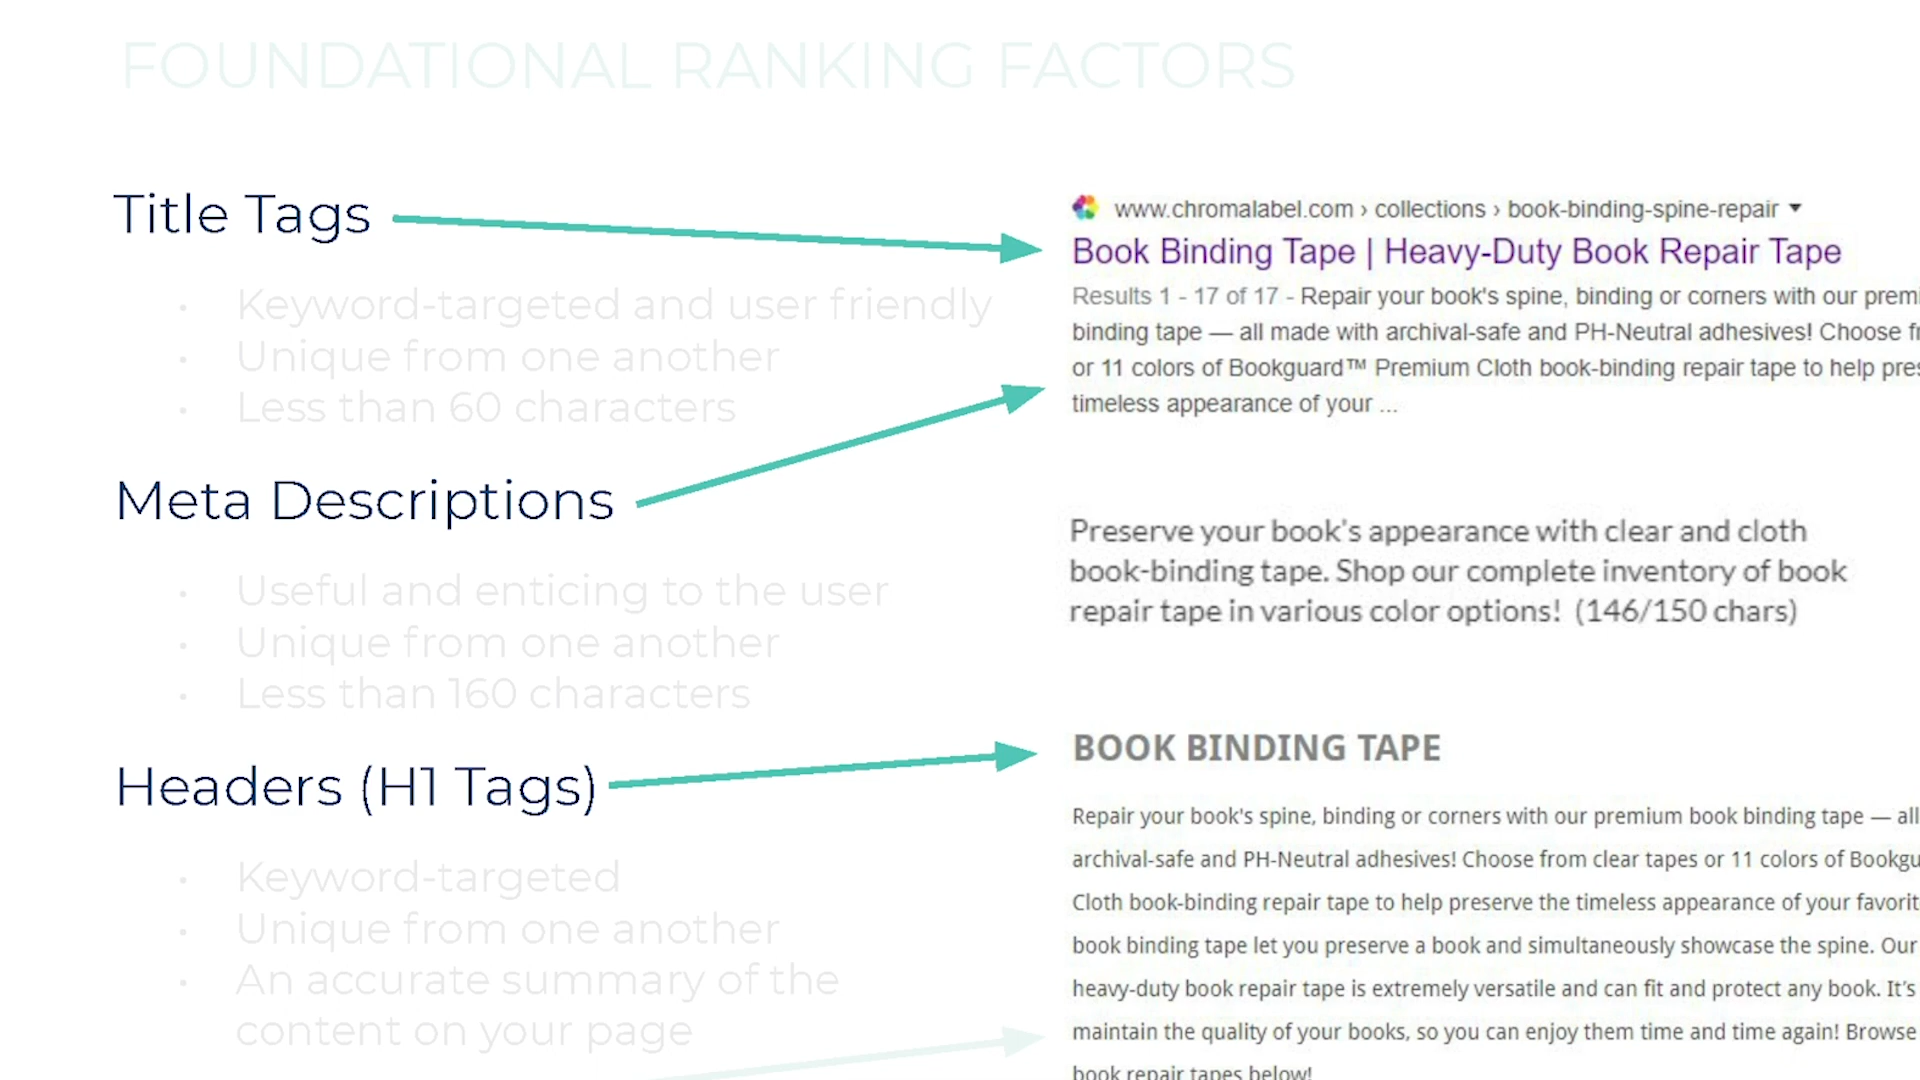 FOUNDATIONAL RANKING FACTORS
Title Tags
• Keyword-targeted and user friendly
• Unique from one another
• Less than 60 characters
Meta Descriptions
• Useful and enticing to the user
• Unique from one another
• Less than 160 characters
Headers (H1 Tags)
• Keyword-targeted
• Unique from one another
• An accurate summary of the
content on your page
www.chromalabel.com › collections › book-binding-spine-repair
Book Binding Tape | Heavy-Duty Book Repair Tape
Results 1 - 17 of 17 - Repair your book's spine, binding or corners with our
binding tape — all made with archival-safe and PH-Neutral adhesives! Choose
or 11 colors of Bookguard™ Premium Cloth book-binding repair tape to help
timeless appearance of your ...
Preserve your book's appearance with clear and cloth
book-binding tape. Shop our complete inventory of book
repair tape in various color options! (146/150 chars)
BOOK BINDING TAPE
Repair your book's spine, binding or corners with our premium book binding tape — all
archival-safe and PH-Neutral adhesives! Choose from clear tapes or 11 colors of
Cloth book-binding repair tape to help preserve the timeless appearance of your
book binding tape let you preserve a book and simultaneously showcase the spine. Our
heavy-duty book repair tape is extremely versatile and can fit and protect any book. It's
maintain the quality of your books, so you can enjoy them time and time again! Browse
book repair tapes below!